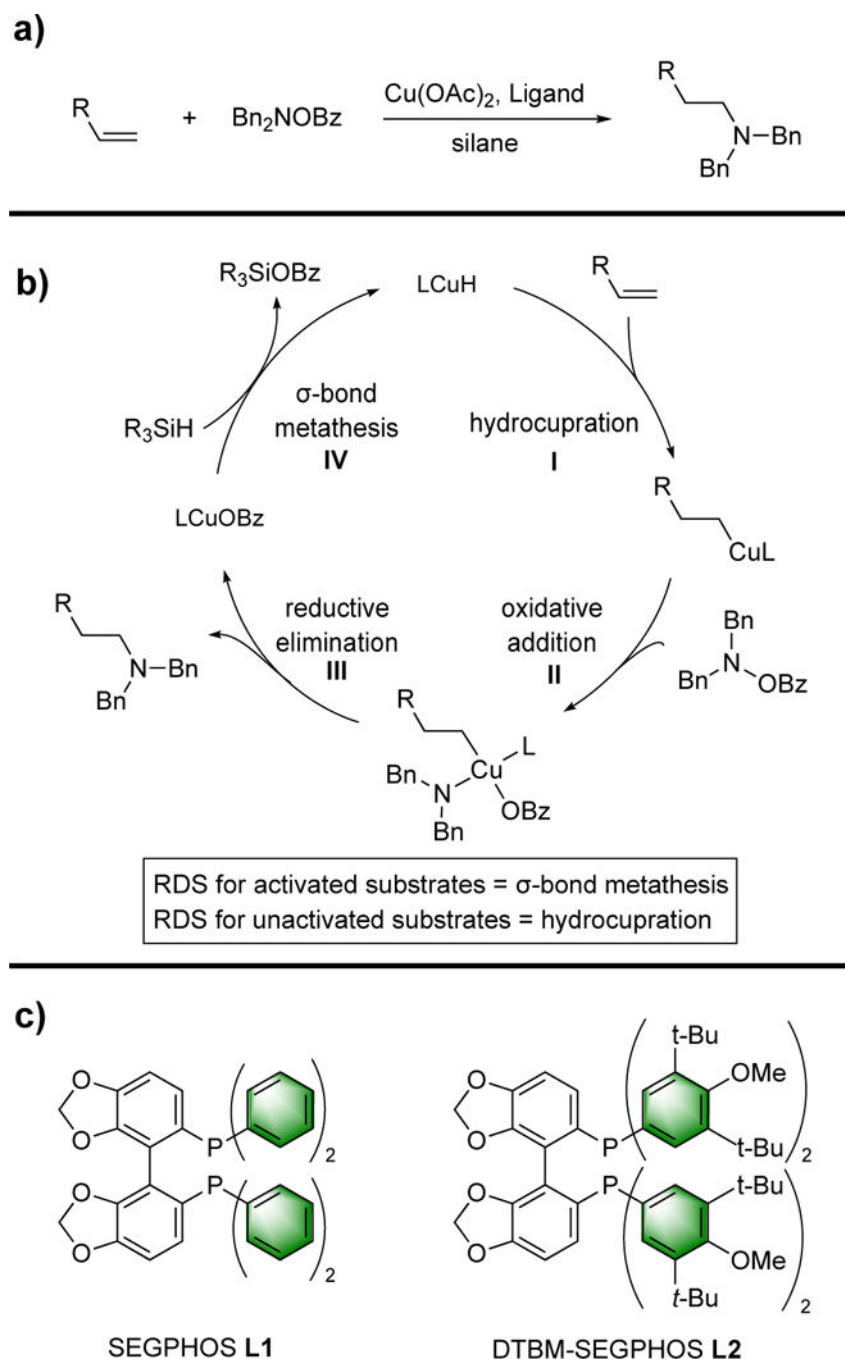 a)
R
+
Bn₂NOBz
Cu(OAc)₂, Ligand
silane
R
N
Bn
Bn
b)
R₃SiOBz
LCuH
R
R₃SiH
σ-bond
metathesis
IV
hydrocupration
I
LCuOBz
R
CuL
R
N
Bn
Bn
reductive
elimination
III
oxidative
addition
II
Bn
N
Bn
OBz
R
L
Cu
Bn
N
OBz
Bn
RDS for activated substrates = σ-bond metathesis
RDS for unactivated substrates = hydrocupration
c)
O
O
P
2
O
O
P
2
SEGPHOS L1
t-Bu
O
O
OMe
P
t-Bu
2
O
O
P
t-Bu
OMe
t-Bu
2
DTBM-SEGPHOS L2